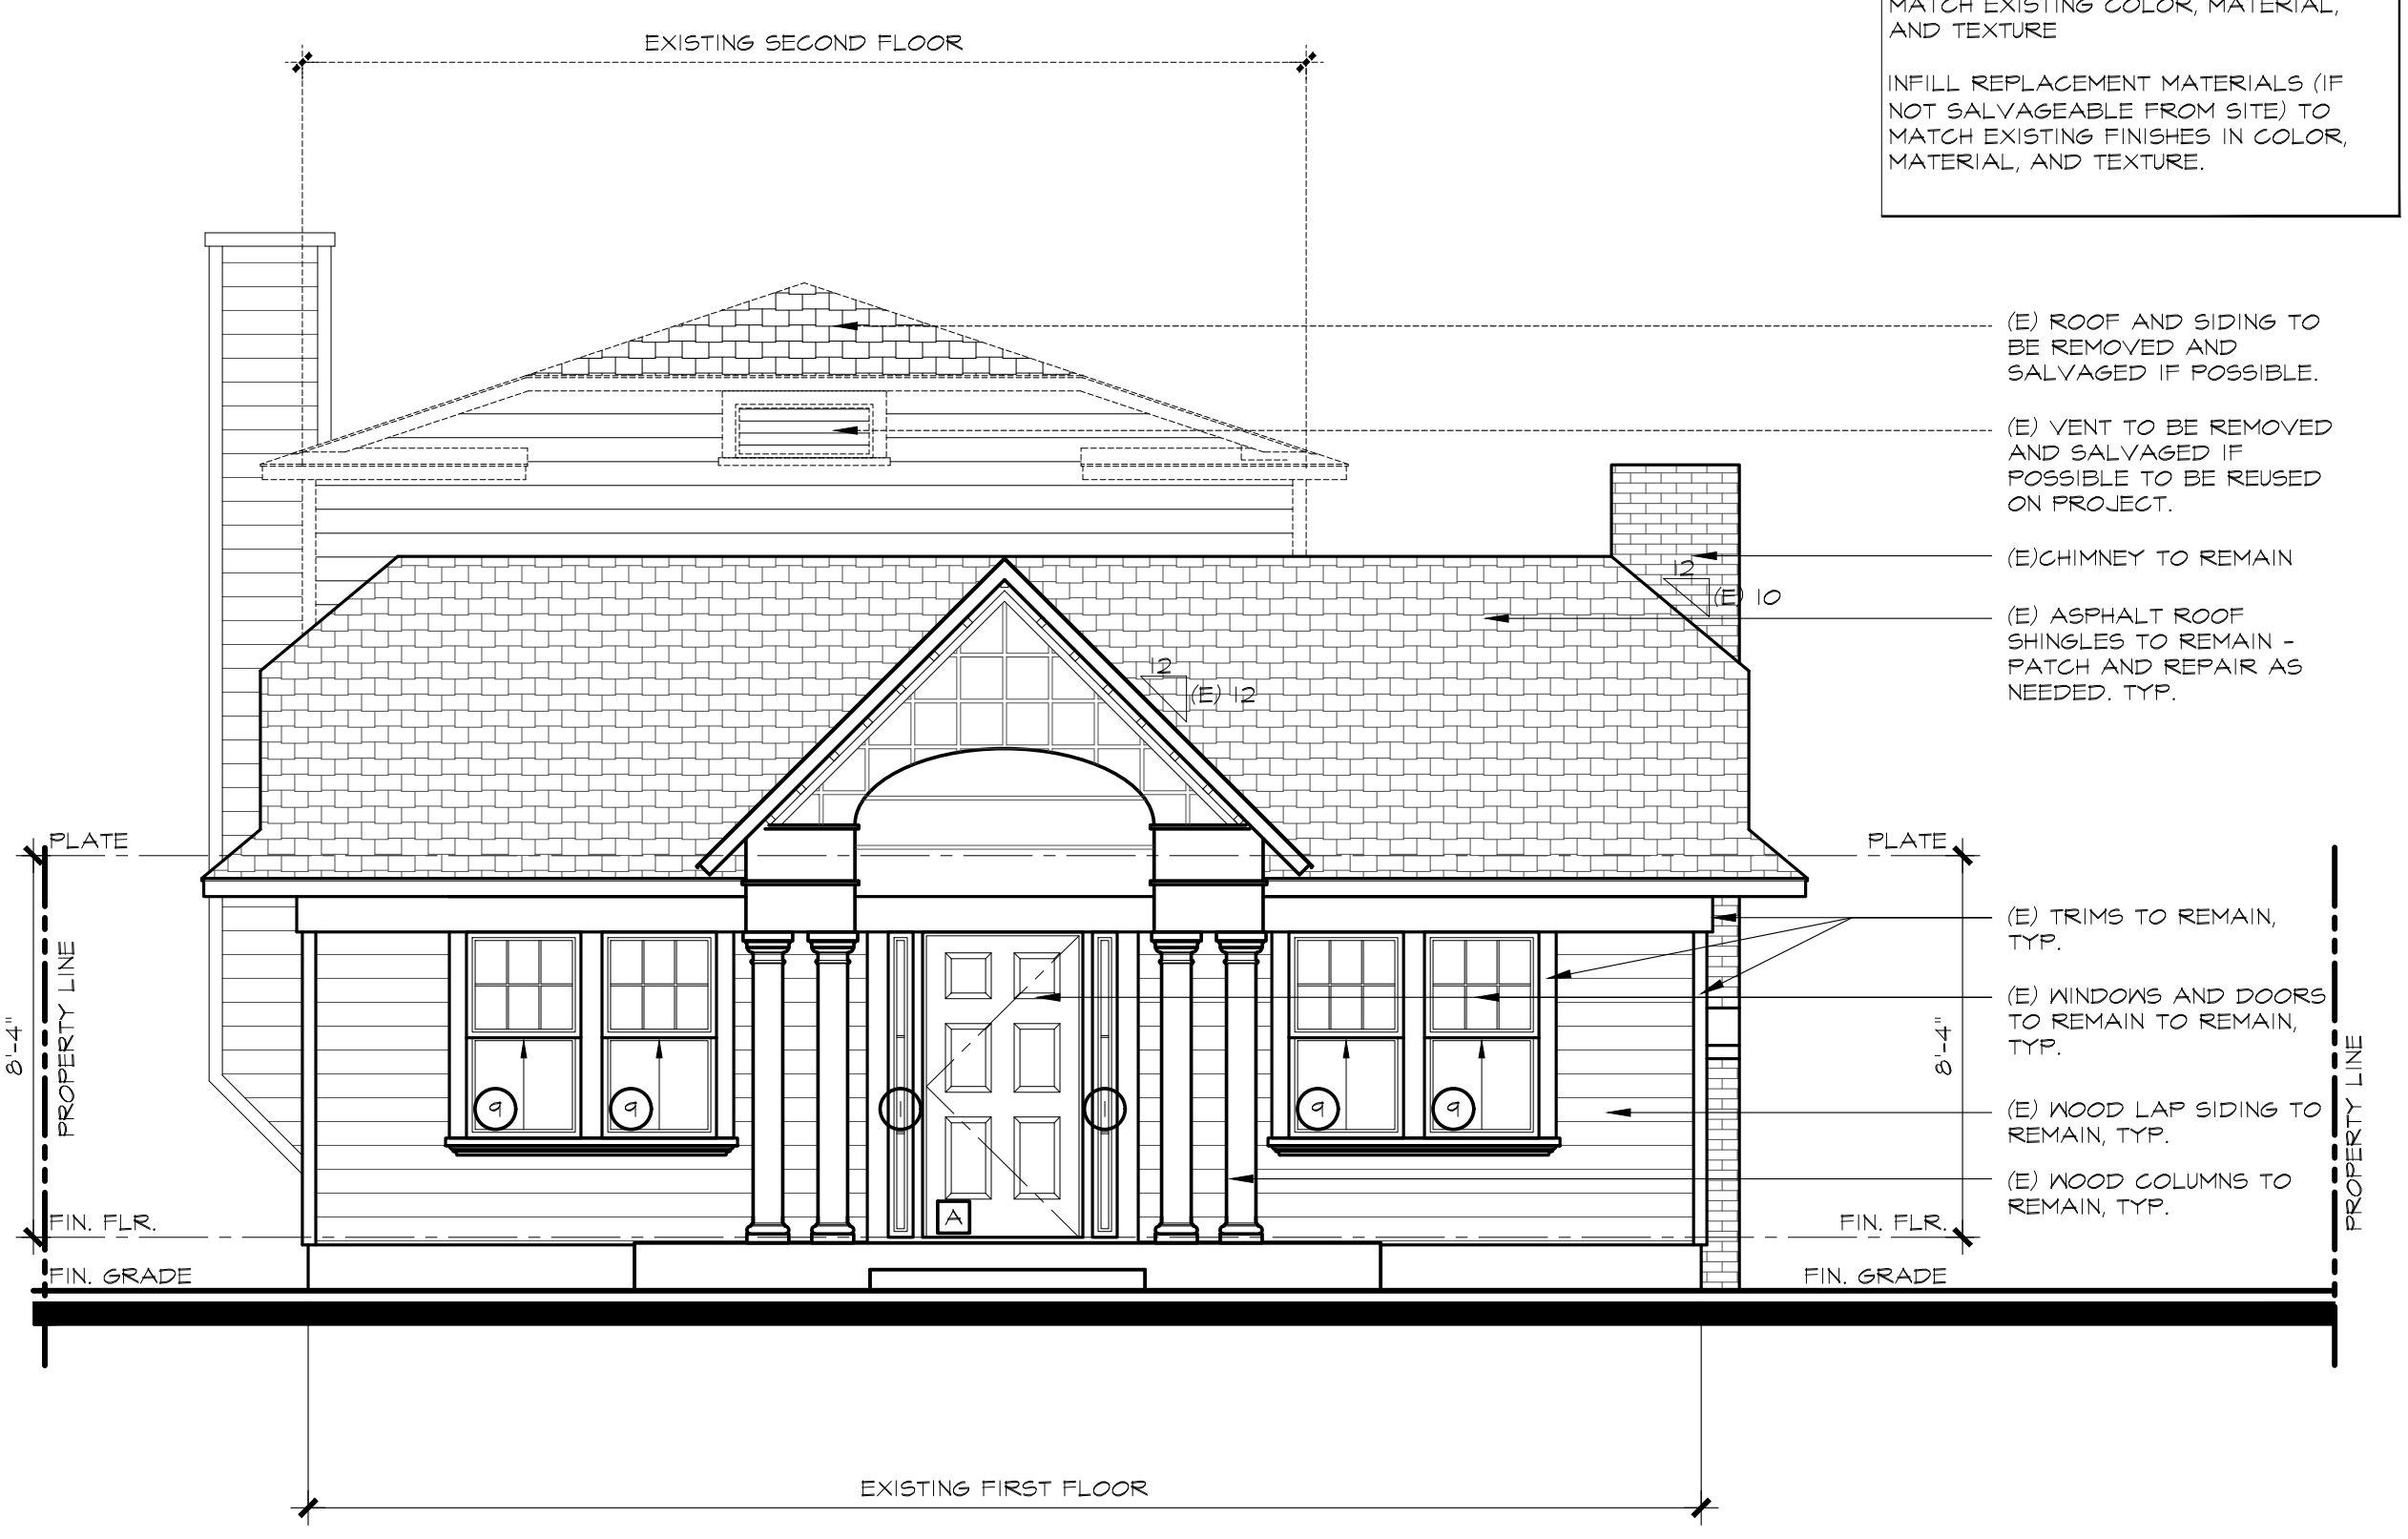 MATCH EXISTING COLOR, MATERIAL,
AND TEXTURE
INFILL REPLACEMENT MATERIALS (IF
NOT SALVAGEABLE FROM SITE) TO
MATCH EXISTING FINISHES IN COLOR,
MATERIAL, AND TEXTURE.
EXISTING SECOND FLOOR
(E) ROOF AND SIDING TO
BE REMOVED AND
SALVAGED IF POSSIBLE.
(E) VENT TO BE REMOVED
AND SALVAGED IF
POSSIBLE TO BE REUSED
ON PROJECT.
(E)CHIMNEY TO REMAIN
12
(E) 10
(E) ASPHALT ROOF
SHINGLES TO REMAIN -
PATCH AND REPAIR AS
NEEDED. TYP.
12
(E) 12
PLATE
PLATE
(E) TRIMS TO REMAIN,
TYP.
(E) WINDOWS AND DOORS
TO REMAIN TO REMAIN,
TYP.
8'-4"
PROPERTY LINE
8'-4"
PROPERTY LINE
9
9
1
1
9
9
(E) WOOD LAP SIDING TO
REMAIN, TYP.
(E) WOOD COLUMNS TO
REMAIN, TYP.
A
FIN. FLR.
FIN. FLR.
FIN. GRADE
FIN. GRADE
EXISTING FIRST FLOOR